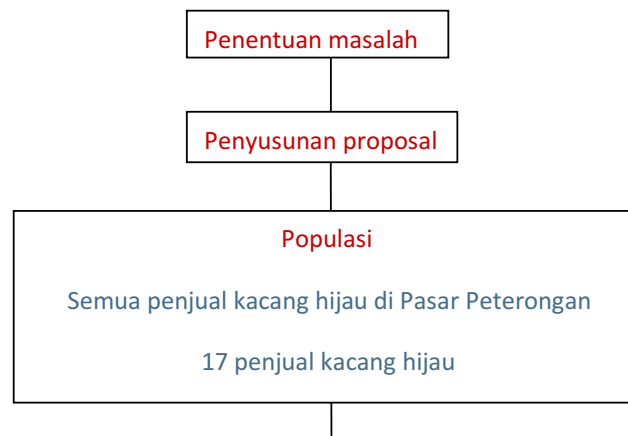 Penentuan masalah
Penyusunan proposal
Populasi
Semua penjual kacang hijau di Pasar Peterongan
17 penjual kacang hijau